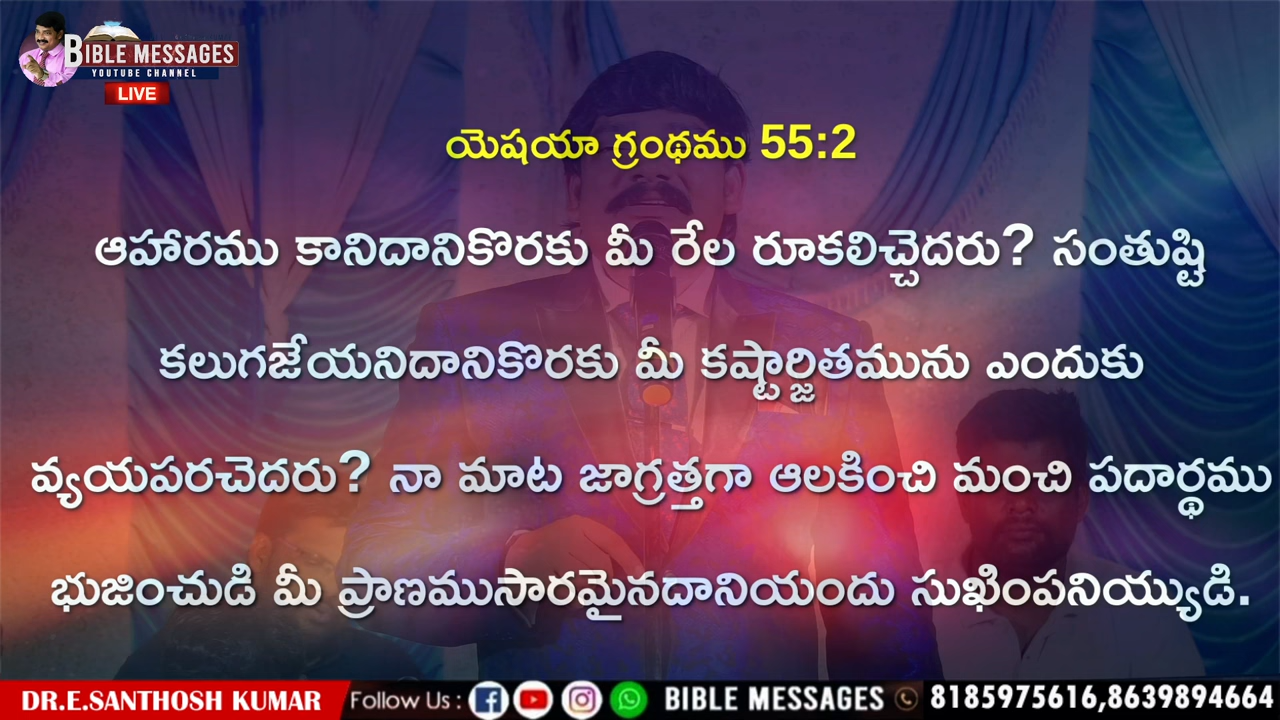 BIBLE MESSAGES
YOUTUBE CHANNEL
LIVE
యెషయా గ్రంథము 55:2
ఆహారము కానిదానికొరకు మీ రేల రూకలిచ్చెదరు? సంతుష్టి
కలుగజేయనిదానికొరకు మీ కష్టార్జితమును ఎందుకు
వ్యయపరచెదరు? నా మాట జాగ్రత్తగా ఆలకించి మంచి పదార్థము
భుజించుడి మీ ప్రాణముసారమైనదానియందు సుఖింపనియ్యుడి.
DR.E.SANTHOSH KUMAR Follow Us : BIBLE MESSAGES 8185975616,8639894664